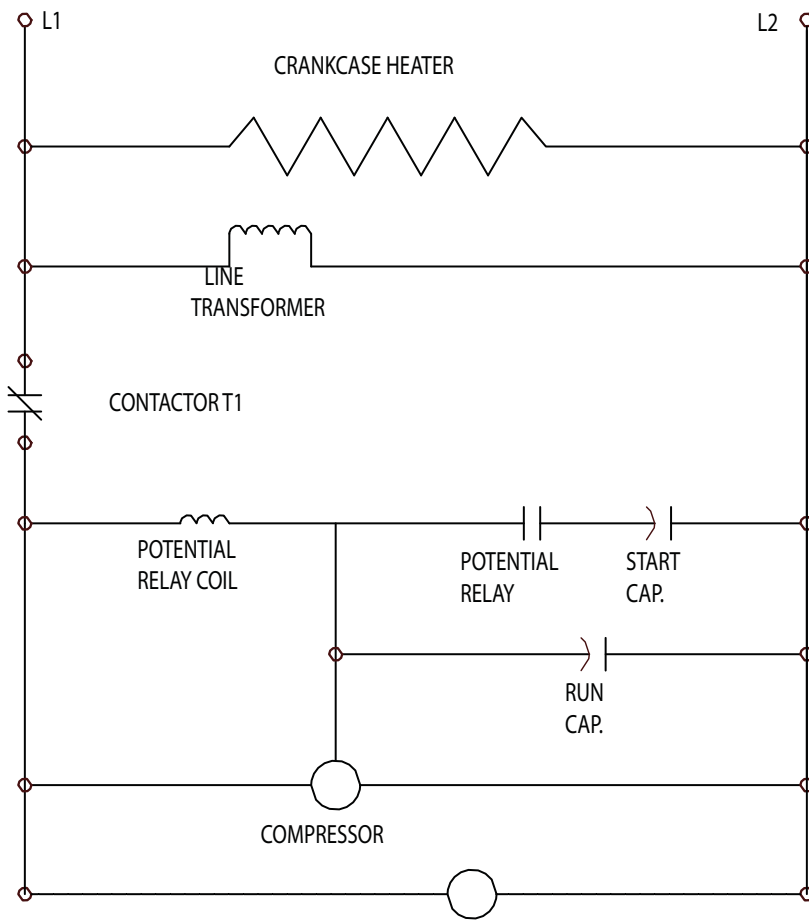 L1
L2
CRANKCASE HEATER
LINE
TRANSFORMER
CONTACTOR T1
POTENTIAL
RELAY COIL
POTENTIAL
RELAY
START
CAP.
RUN
CAP.
COMPRESSOR